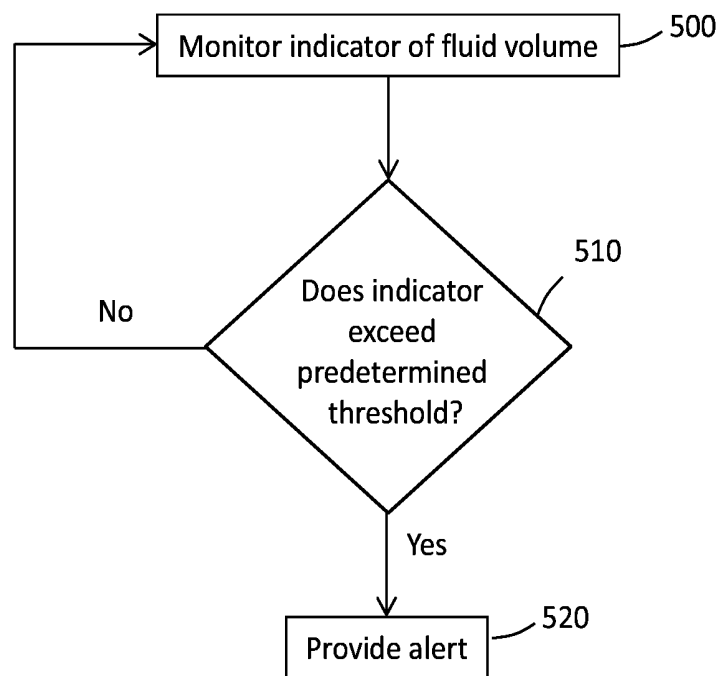 Monitor indicator of fluid volume
500
510
Does indicator
exceed
predetermined
threshold?
No
Yes
520
Provide alert